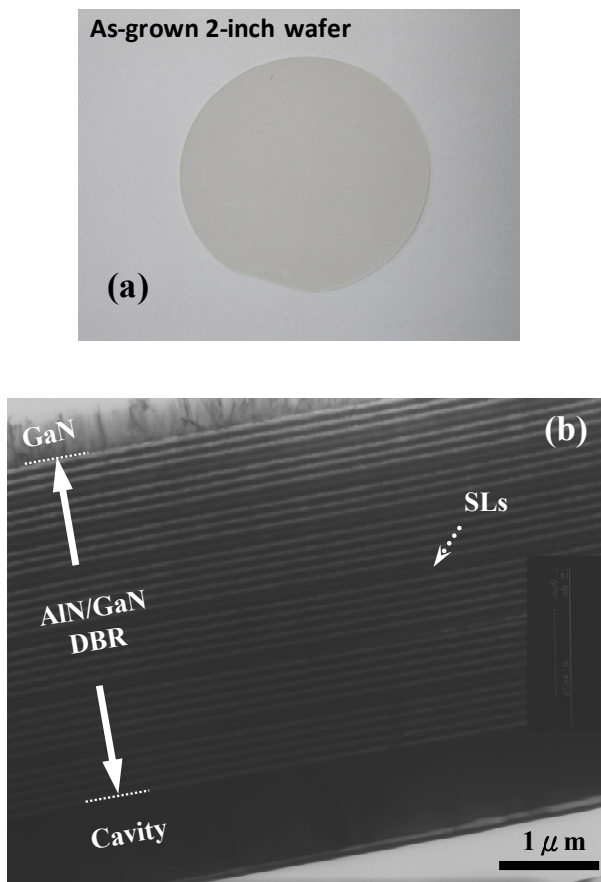 As-grown 2-inch wafer
(a)
GaN
(b)
SLs
AlN/GaN
DBR
Cavity
1 μm